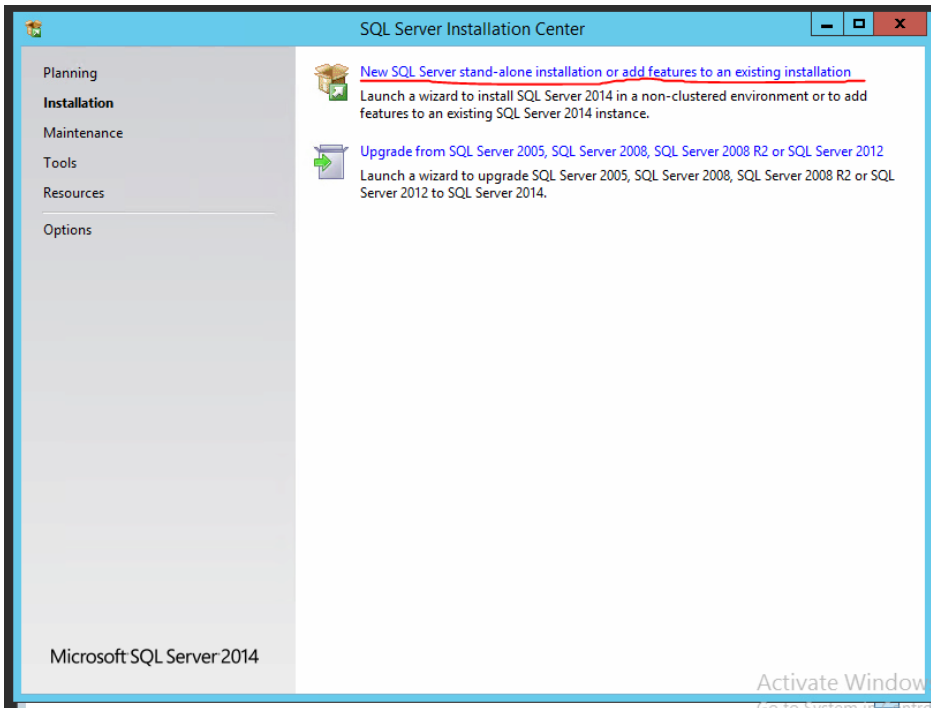 SQL Server Installation Center
Planning
Installation
Maintenance
Tools
Resources
Options
New SQL Server stand-alone installation or add features to an existing installation
Launch a wizard to install SQL Server 2014 in a non-clustered environment or to add
features to an existing SQL Server 2014 instance.
Upgrade from SQL Server 2005, SQL Server 2008, SQL Server 2008 R2 or SQL Server 2012
Launch a wizard to upgrade SQL Server 2005, SQL Server 2008, SQL Server 2008 R2 or SQL
Server 2012 to SQL Server 2014.
Microsoft SQL Server 2014
Activate Window
Go to System in